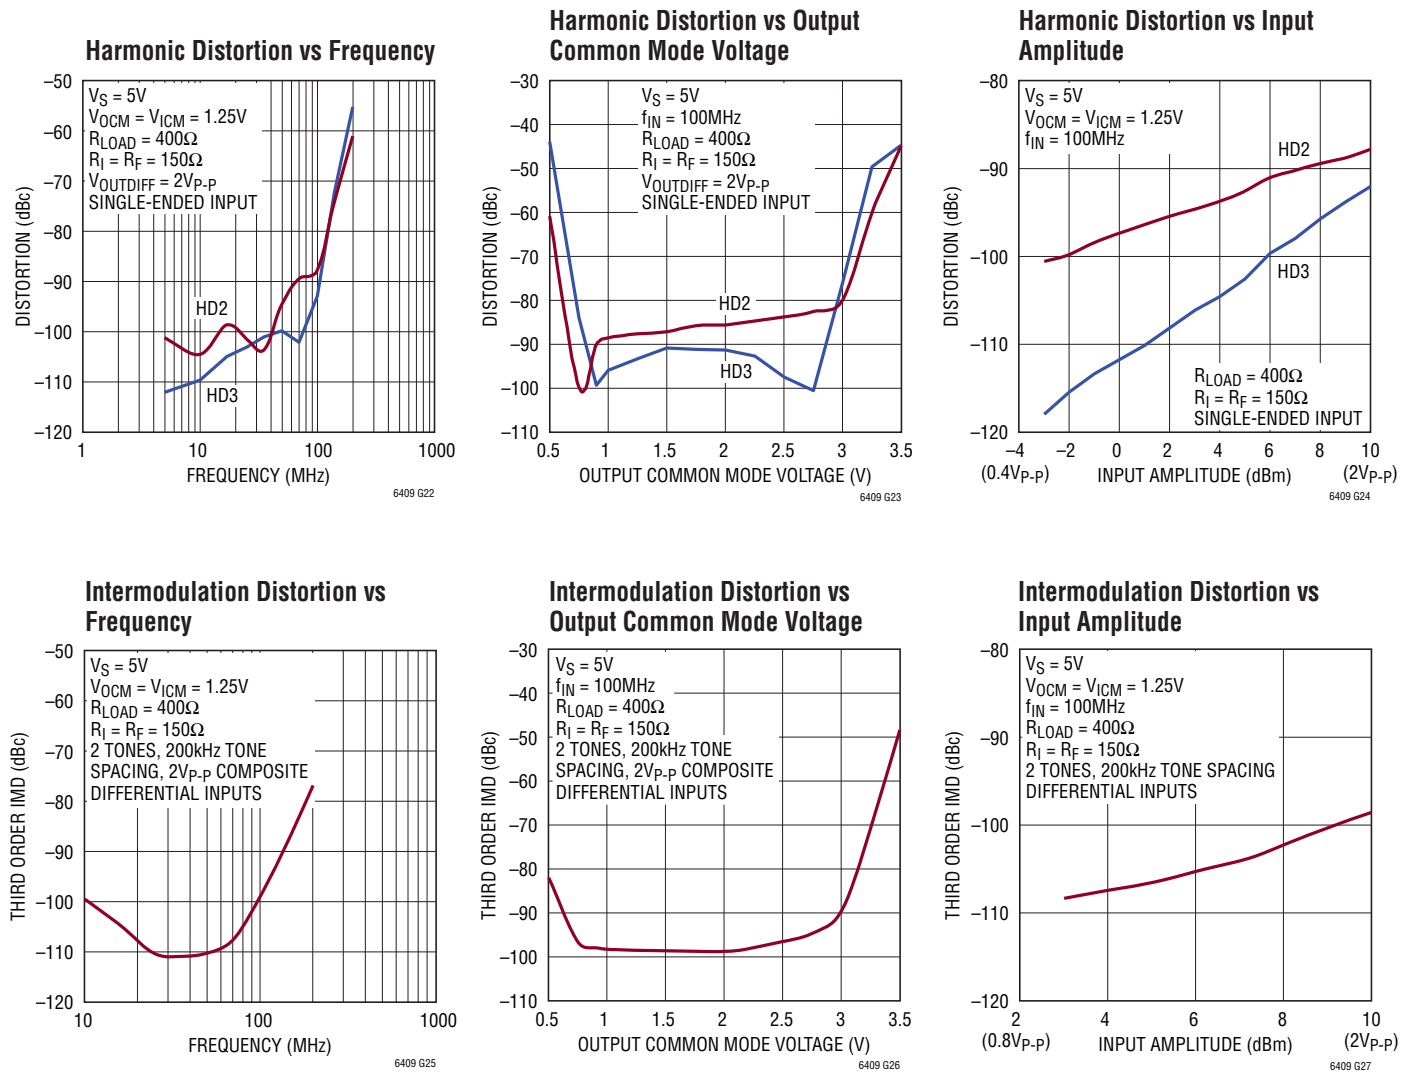 Harmonic Distortion vs Frequency
DISTORTION (dBc)
–50
–60
–70
–80
–90
–100
–110
–120
VS = 5V
VOCM = VICM = 1.25V
RLOAD = 400Ω
RI = RF = 150Ω
VOUTDIFF = 2VP-P
SINGLE-ENDED INPUT
HD2
HD3
1
10
100
1000
FREQUENCY (MHz)
6409 G22
Harmonic Distortion vs Output
Common Mode Voltage
DISTORTION (dBc)
–30
–40
–50
–60
–70
–80
–90
–100
–110
VS = 5V
fIN = 100MHz
RLOAD = 400Ω
RI = RF = 150Ω
VOUTDIFF = 2VP-P
SINGLE-ENDED INPUT
HD2
HD3
0.5
1
1.5
2
2.5
3
3.5
OUTPUT COMMON MODE VOLTAGE (V)
6409 G23
Harmonic Distortion vs Input
Amplitude
DISTORTION (dBc)
–80
–90
–100
–110
–120
VS = 5V
VOCM = VICM = 1.25V
fIN = 100MHz
HD2
HD3
RLOAD = 400Ω
RI = RF = 150Ω
SINGLE-ENDED INPUT
–4
–2
0
2
4
6
8
10
(0.4VP-P)
INPUT AMPLITUDE (dBm)
(2VP-P)
6409 G24
Intermodulation Distortion vs
Frequency
THIRD ORDER IMD (dBc)
–50
–60
–70
–80
–90
–100
–110
–120
VS = 5V
VOCM = VICM = 1.25V
RLOAD = 400Ω
RI = RF = 150Ω
2 TONES, 200kHz TONE
SPACING, 2VP-P COMPOSITE
DIFFERENTIAL INPUTS
10
100
1000
FREQUENCY (MHz)
6409 G25
Intermodulation Distortion vs
Output Common Mode Voltage
THIRD ORDER IMD (dBc)
–30
–40
–50
–60
–70
–80
–90
–100
–110
VS = 5V
fIN = 100MHz
RLOAD = 400Ω
RI = RF = 150Ω
2 TONES, 200kHz TONE
SPACING, 2VP-P COMPOSITE
DIFFERENTIAL INPUTS
0.5
1
1.5
2
2.5
3
3.5
OUTPUT COMMON MODE VOLTAGE (V)
6409 G26
Intermodulation Distortion vs
Input Amplitude
THIRD ORDER IMD (dBc)
–80
–90
–100
–110
–120
VS = 5V
VOCM = VICM = 1.25V
fIN = 100MHz
RLOAD = 400Ω
RI = RF = 150Ω
2 TONES, 200kHz TONE SPACING
DIFFERENTIAL INPUTS
2
4
6
8
10
(0.8VP-P)
INPUT AMPLITUDE (dBm)
(2VP-P)
6409 G27